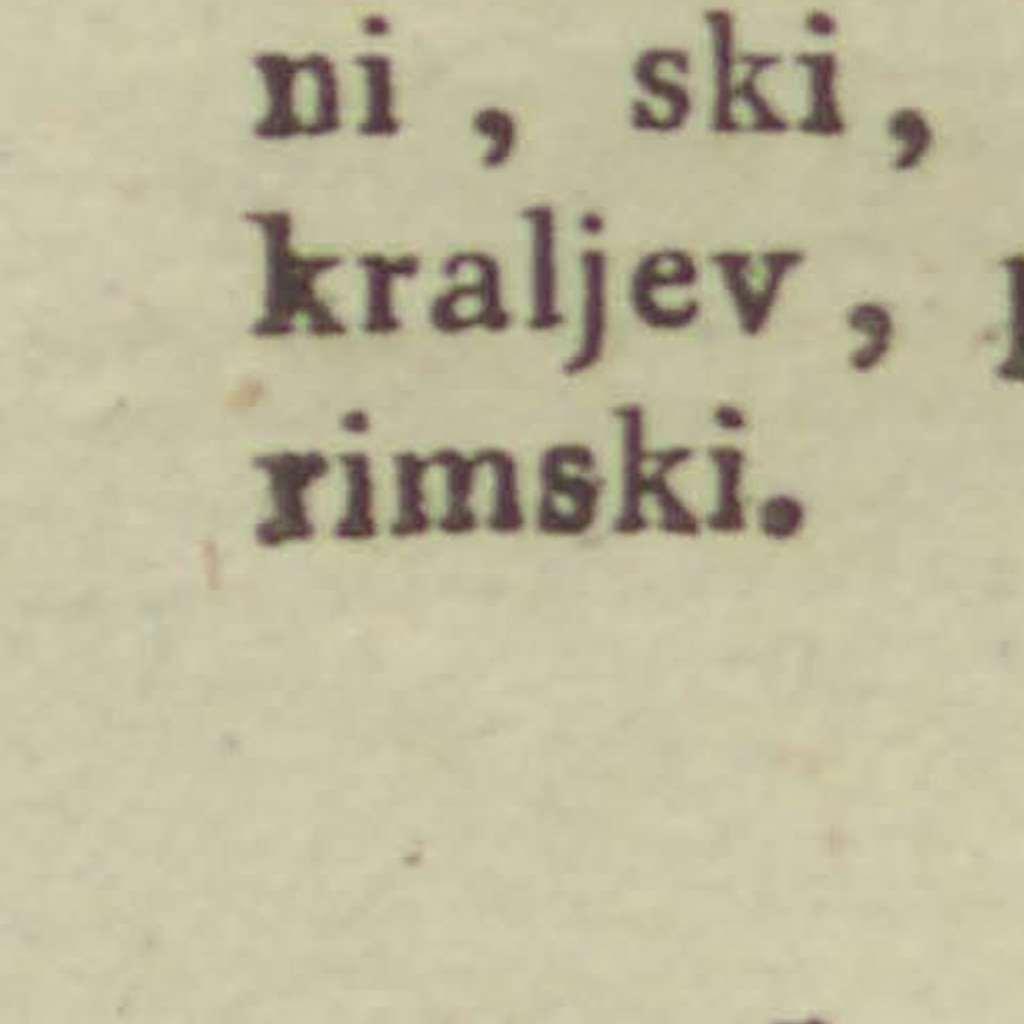 ni , ski ,
kraljev ,
rimski.